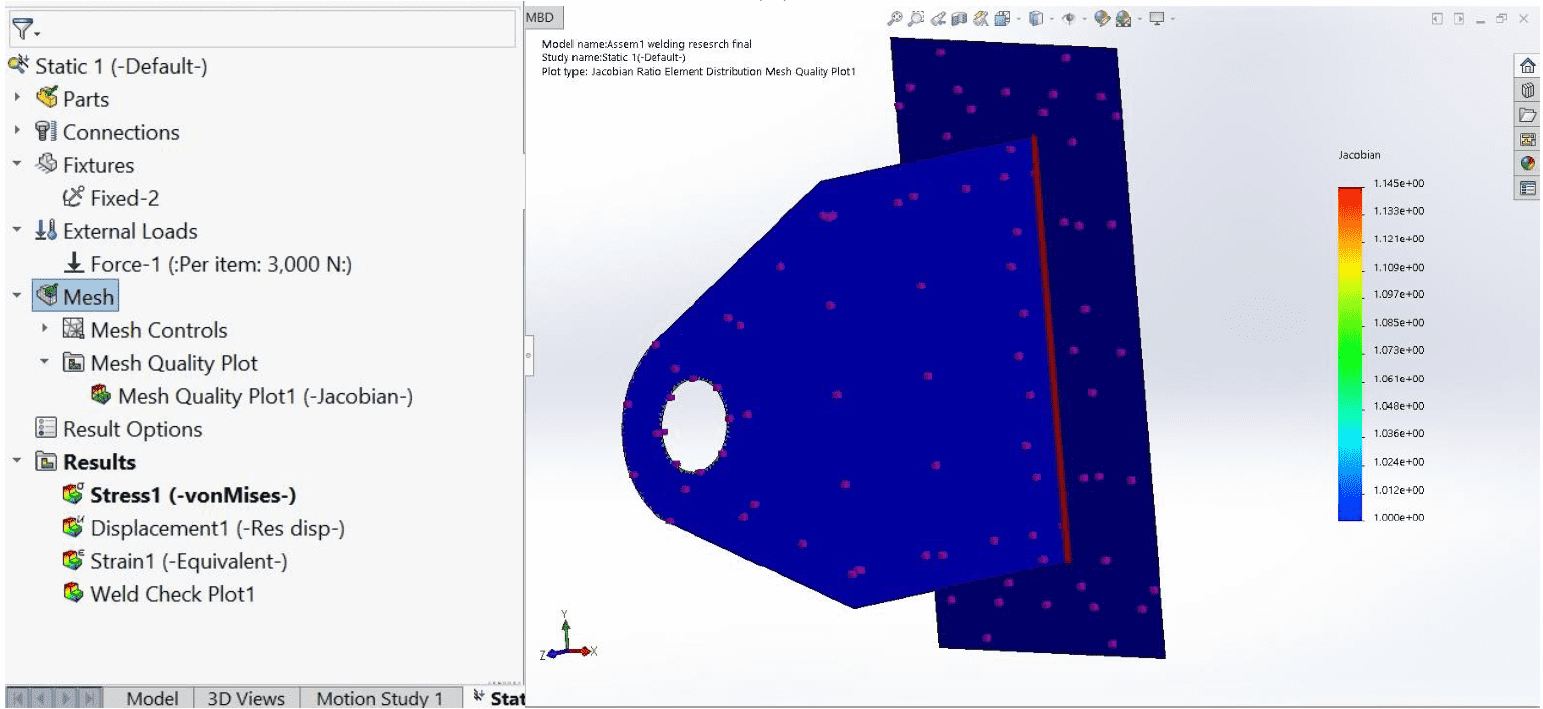 Static 1 (-Default-)
Parts
Connections
Fixtures
Fixed-2
External Loads
Force-1 (:Per item: 3,000 N:)
Mesh
Mesh Controls
Mesh Quality Plot
Mesh Quality Plot1 (-Jacobian-)
Result Options
Results
Stress1 (-vonMises-)
Displacement1 (-Res disp-)
Strain1 (-Equivalent-)
Weld Check Plot1
Model
3D Views
Motion Study 1
Stat
MBD
Model name:Assem1 welding resesrch final
Study name:Static 1(-Default-)
Plot type: Jacobian Ratio Element Distribution Mesh Quality Plot1
Jacobian
1.145e+00
1.133e+00
1.121e+00
1.109e+00
1.097e+00
1.085e+00
1.073e+00
1.061e+00
1.048e+00
1.036e+00
1.024e+00
1.012e+00
1.000e+00
Y
Z
X